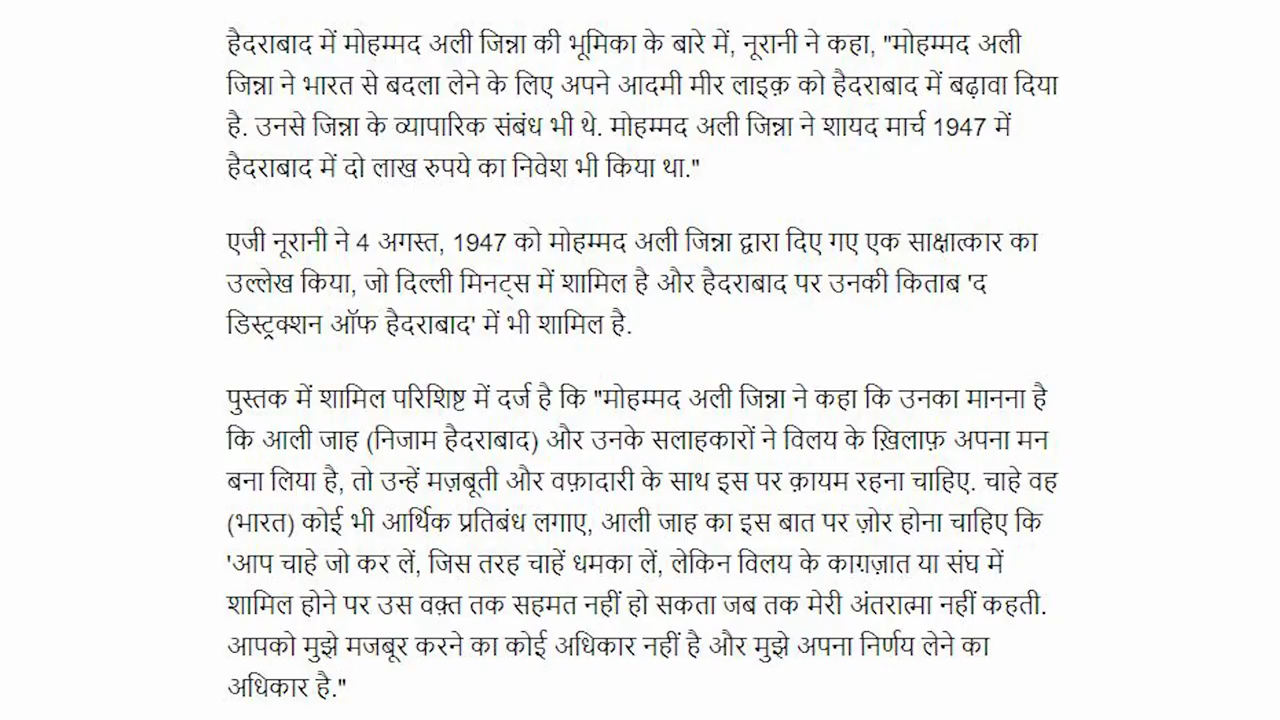 हैदराबाद में मोहम्मद अली जिन्ना की भूमिका के बारे में, नूरानी ने कहा, "मोहम्मद अली
जिन्ना ने भारत से बदला लेने के लिए अपने आदमी मीर लाइक़ को हैदराबाद में बढ़ावा दिया
है. उनसे जिन्ना के व्यापारिक संबंध भी थे. मोहम्मद अली जिन्ना ने शायद मार्च 1947 में
हैदराबाद में दो लाख रुपये का निवेश भी किया था."
एजी नूरानी ने 4 अगस्त, 1947 को मोहम्मद अली जिन्ना द्वारा दिए गए एक साक्षात्कार का
उल्लेख किया, जो दिल्ली मिनट्स में शामिल है और हैदराबाद पर उनकी किताब 'द
डिस्ट्रक्शन ऑफ हैदराबाद' में भी शामिल है.
पुस्तक में शामिल परिशिष्ट में दर्ज है कि "मोहम्मद अली जिन्ना ने कहा कि उनका मानना है
कि आली जाह (निजाम हैदराबाद) और उनके सलाहकारों ने विलय के ख़िलाफ़ अपना मन
बना लिया है, तो उन्हें मज़बूती और वफ़ादारी के साथ इस पर क़ायम रहना चाहिए. चाहे वह
(भारत) कोई भी आर्थिक प्रतिबंध लगाए, आली जाह का इस बात पर ज़ोर होना चाहिए कि
'आप चाहे जो कर लें, जिस तरह चाहें धमका लें, लेकिन विलय के काग़ज़ात या संघ में
शामिल होने पर उस वक़्त तक सहमत नहीं हो सकता जब तक मेरी अंतरात्मा नहीं कहती.
आपको मुझे मजबूर करने का कोई अधिकार नहीं है और मुझे अपना निर्णय लेने का
अधिकार है."